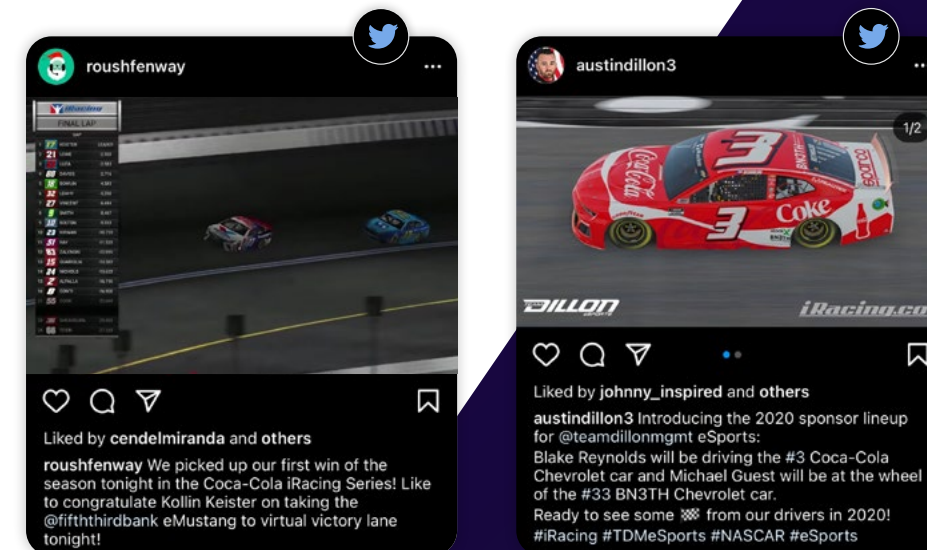 roushfenway
iRacing
FINAL LAP
Liked by cendelmiranda and others
roushfenway We picked up our first win of the
season tonight in the Coca-Cola iRacing Series! Like
to congratulate Kollin Keister on taking the
@fifththirdbank eMustang to virtual victory lane
tonight!
austindillon3
1/2
3
Coca-Cola
BN3TH
sparco
3
Coke
DILLON
iRacing.co
Liked by johnny_inspired and others
austindillon3 Introducing the 2020 sponsor lineup
for @teamdillonmgmt eSports:
Blake Reynolds will be driving the #3 Coca-Cola
Chevrolet car and Michael Guest will be at the wheel
of the #33 BN3TH Chevrolet car.
Ready to see some 🏁 from our drivers in 2020!
#iRacing #TDMeSports #NASCAR #eSports